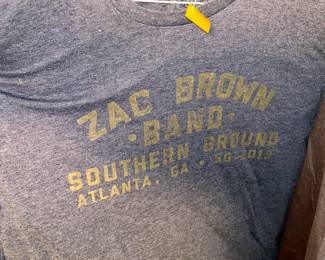 ZAC BROWN
• BAND •
SOUTHERN GROUND
ATLANTA, GA • SG-2013